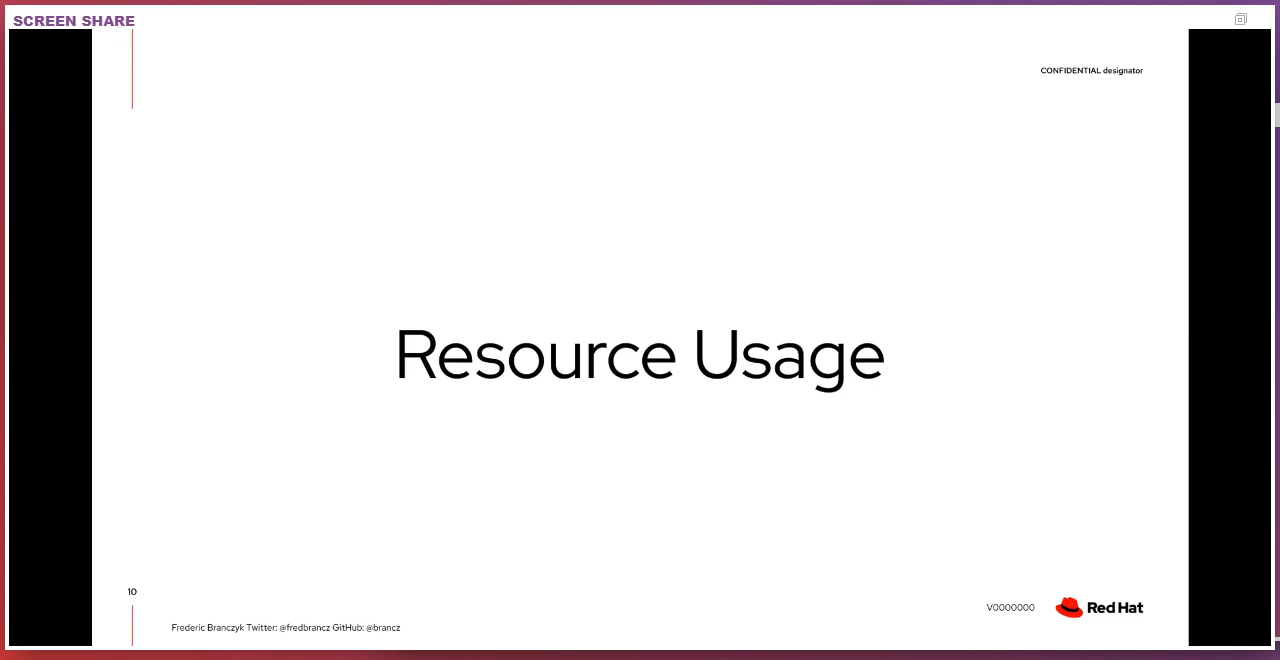 SCREEN SHARE
CONFIDENTIAL designator
Resource Usage
10
V0000000
Red Hat
Frederic Branczyk Twitter: @fredbrancz GitHub: @brancz